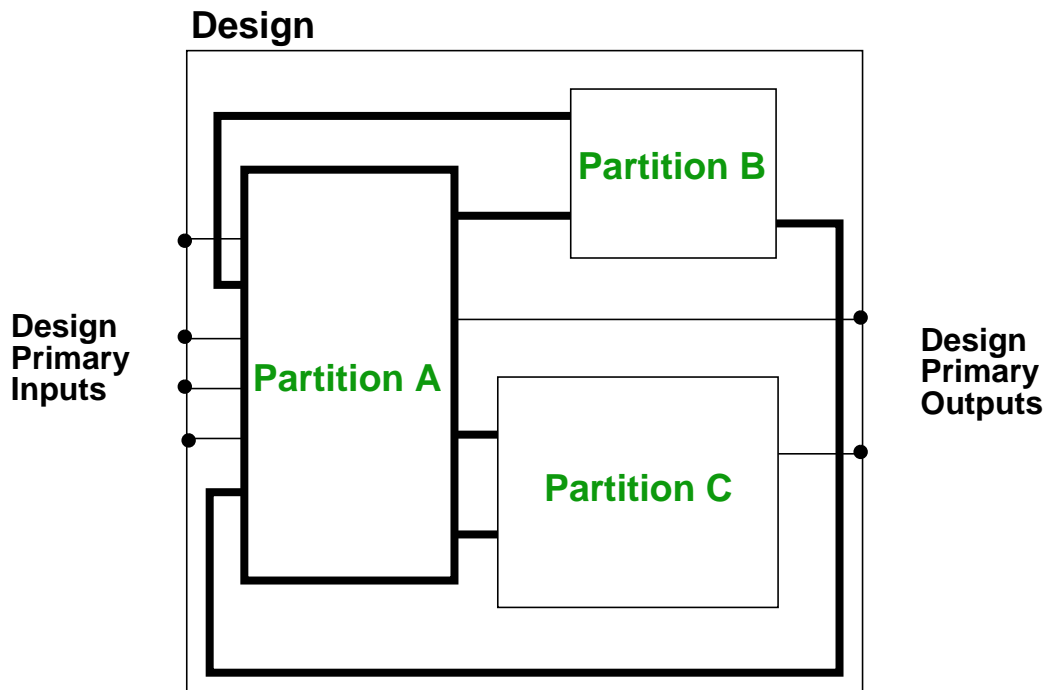 Design
Partition B
Design
Primary
Inputs
Partition A
Design
Primary
Outputs
Partition C